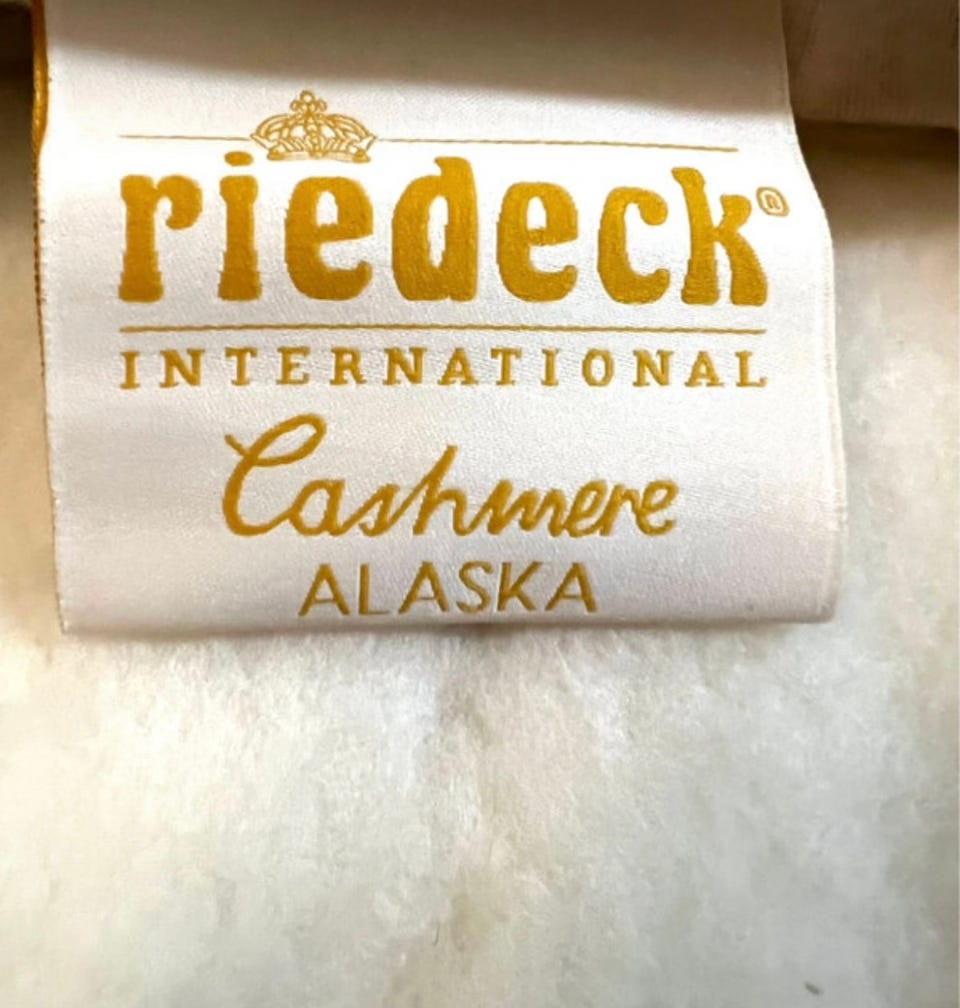 riedeck®
INTERNATIONAL
Cashmere
ALASKA